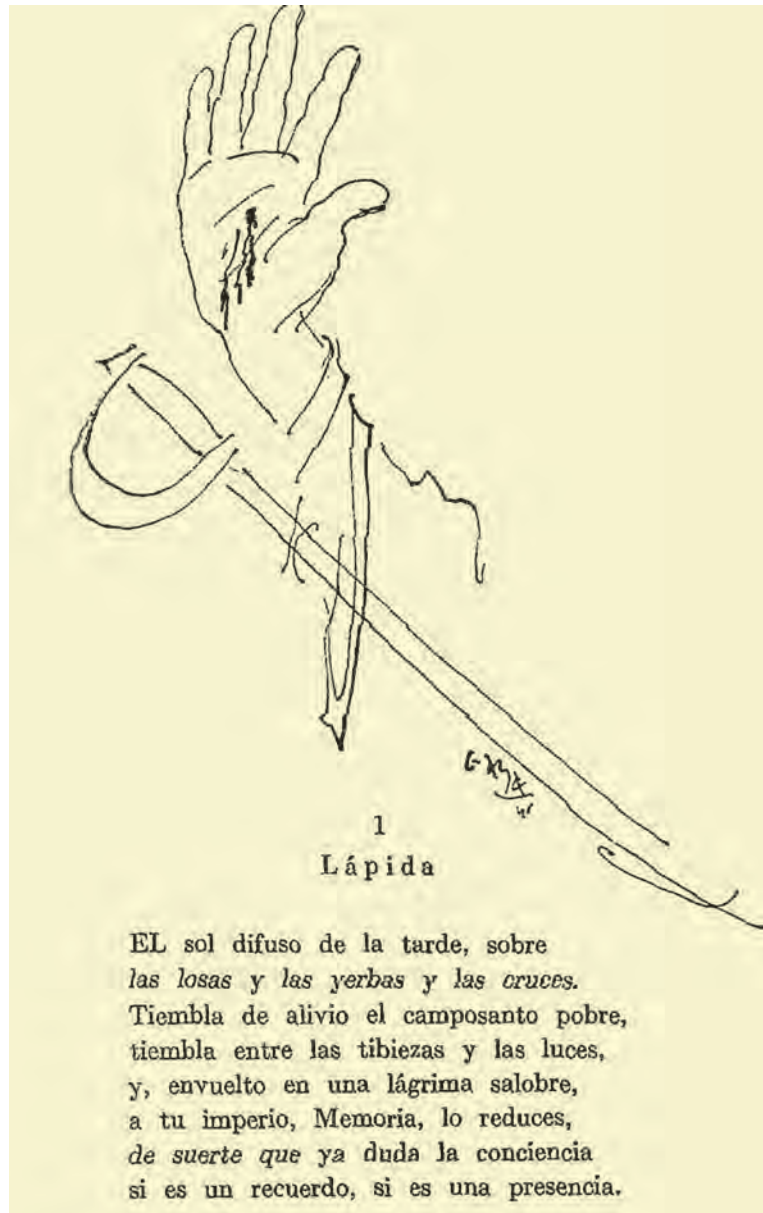 1
Lápida
EL sol difuso de la tarde, sobre
las losas y las yerbas y las cruces.
Tiembla de alivio el camposanto pobre,
tiembla entre las tibiezas y las luces,
y, envuelto en una lágrima salobre,
a tu imperio, Memoria, lo reduces,
de suerte que ya duda la conciencia
si es un recuerdo, si es una presencia.